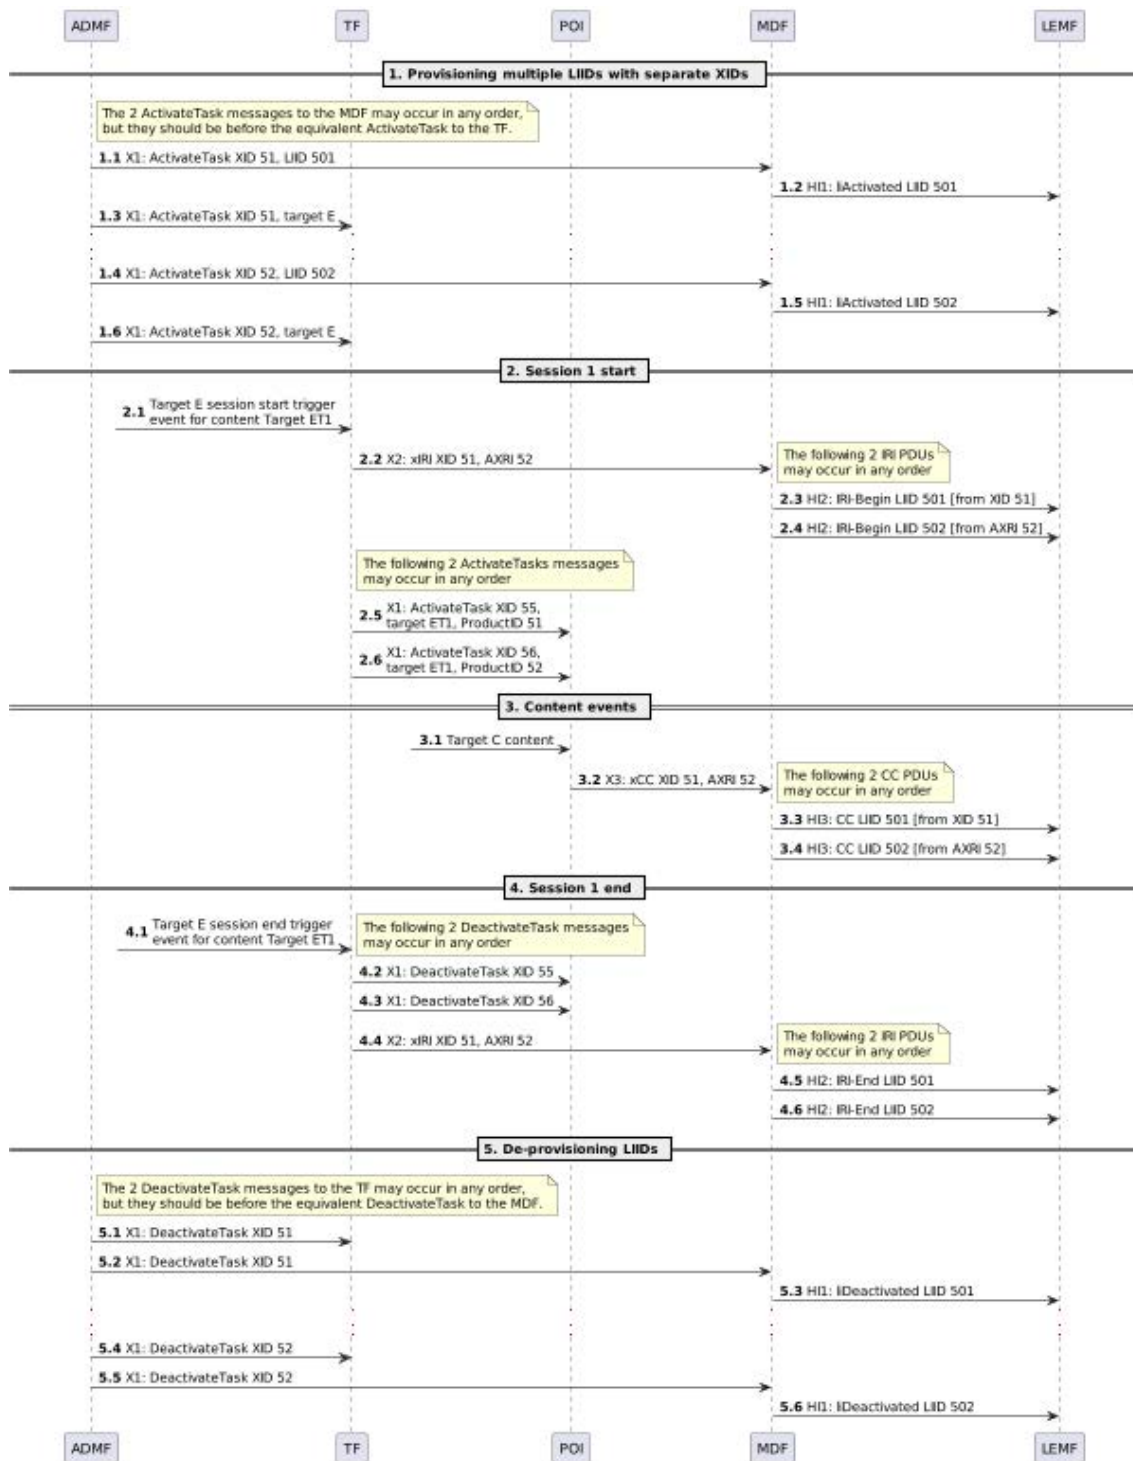 ADMF TF POI MDF LEMF
1. Provisioning multiple LIIDs with separate XIDs
The 2 ActivateTask messages to the MDF may occur in any order,
but they should be before the equivalent ActivateTask to the TF.
1.1 X1: ActivateTask XID 51, LIID 501
1.2 HI1: liActivated LIID 501
1.3 X1: ActivateTask XID 51, target E
1.4 X1: ActivateTask XID 52, LIID 502
1.5 HI1: liActivated LIID 502
1.6 X1: ActivateTask XID 52, target E
2. Session 1 start
2.1 Target E session start trigger
event for content Target ET1
2.2 X2: xIRI XID 51, AXRI 52
The following 2 IRI PDUs
may occur in any order
2.3 HI2: IRI-Begin LIID 501 [from XID 51]
2.4 HI2: IRI-Begin LIID 502 [from AXRI 52]
The following 2 ActivateTasks messages
may occur in any order
2.5 X1: ActivateTask XID 55,
target ET1, ProductID 51
2.6 X1: ActivateTask XID 56,
target ET1, ProductID 52
3. Content events
3.1 Target C content
3.2 X3: xCC XID 51, AXRI 52
The following 2 CC PDUs
may occur in any order
3.3 HI3: CC LIID 501 [from XID 51]
3.4 HI3: CC LIID 502 [from AXRI 52]
4. Session 1 end
4.1 Target E session end trigger
event for content Target ET1
The following 2 DeactivateTask messages
may occur in any order
4.2 X1: DeactivateTask XID 55
4.3 X1: DeactivateTask XID 56
4.4 X2: xIRI XID 51, AXRI 52
The following 2 IRI PDUs
may occur in any order
4.5 HI2: IRI-End LIID 501
4.6 HI2: IRI-End LIID 502
5. De-provisioning LIIDs
The 2 DeactivateTask messages to the TF may occur in any order,
but they should be before the equivalent DeactivateTask to the MDF.
5.1 X1: DeactivateTask XID 51
5.2 X1: DeactivateTask XID 51
5.3 HI1: liDeactivated LIID 501
5.4 X1: DeactivateTask XID 52
5.5 X1: DeactivateTask XID 52
5.6 HI1: liDeactivated LIID 502
ADMF TF POI MDF LEMF